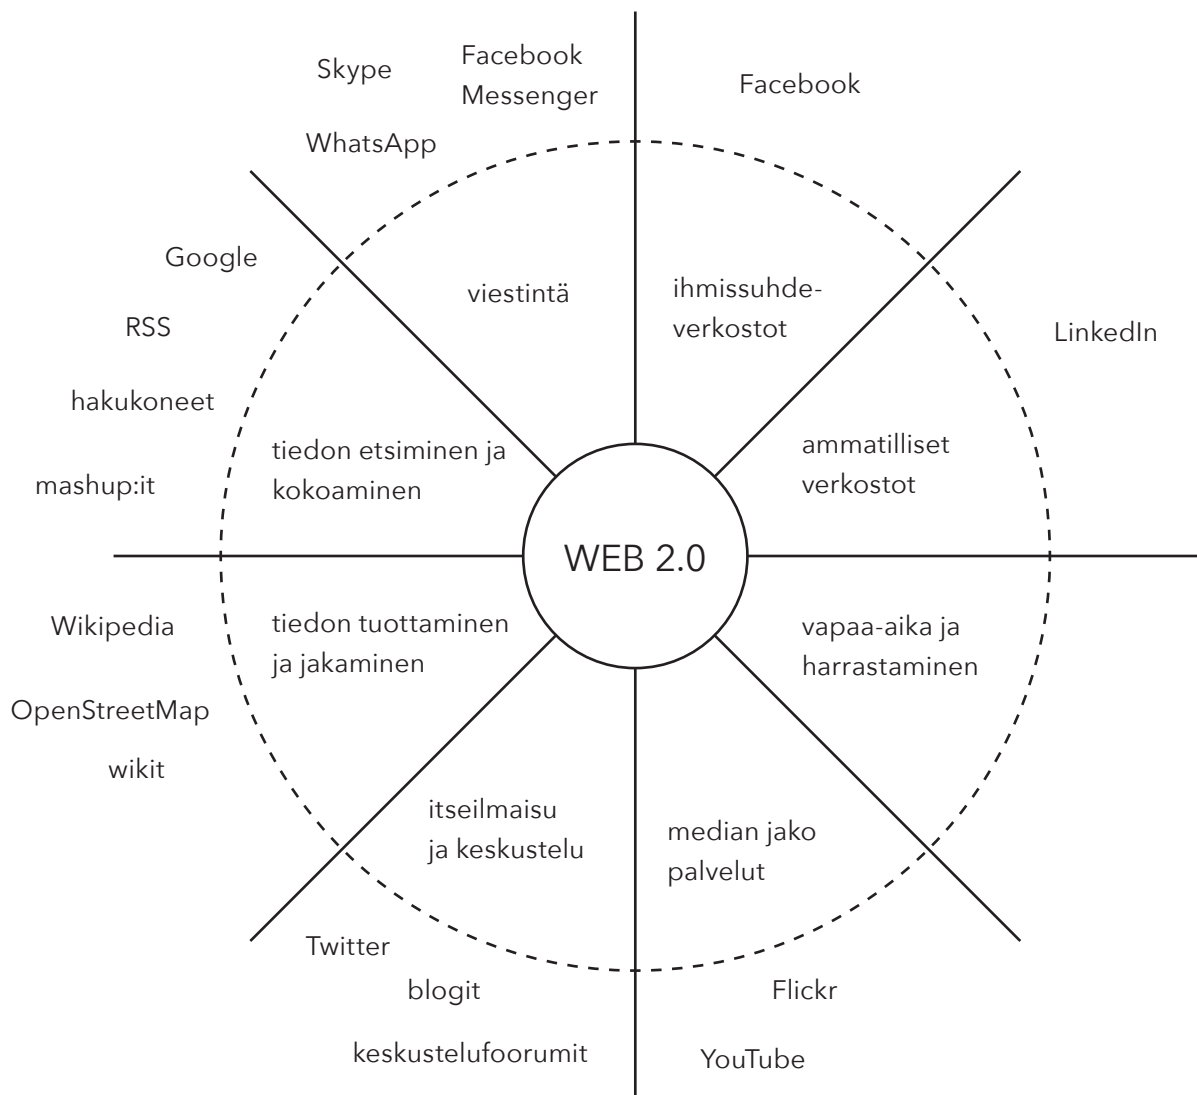 Skype
Facebook
Messenger
WhatsApp
Facebook
Google
RSS
hakukoneet
mashup:it
viestintä
ihmissuhde-
verkostot
LinkedIn
tiedon etsiminen ja
kokoaminen
ammatilliset
verkostot
WEB 2.0
Wikipedia
OpenStreetMap
wikit
tiedon tuottaminen
ja jakaminen
vapaa-aika ja
harrastaminen
itseilmaisu
ja keskustelu
median jako
palvelut
Twitter
blogit
keskustelufoorumit
Flickr
YouTube